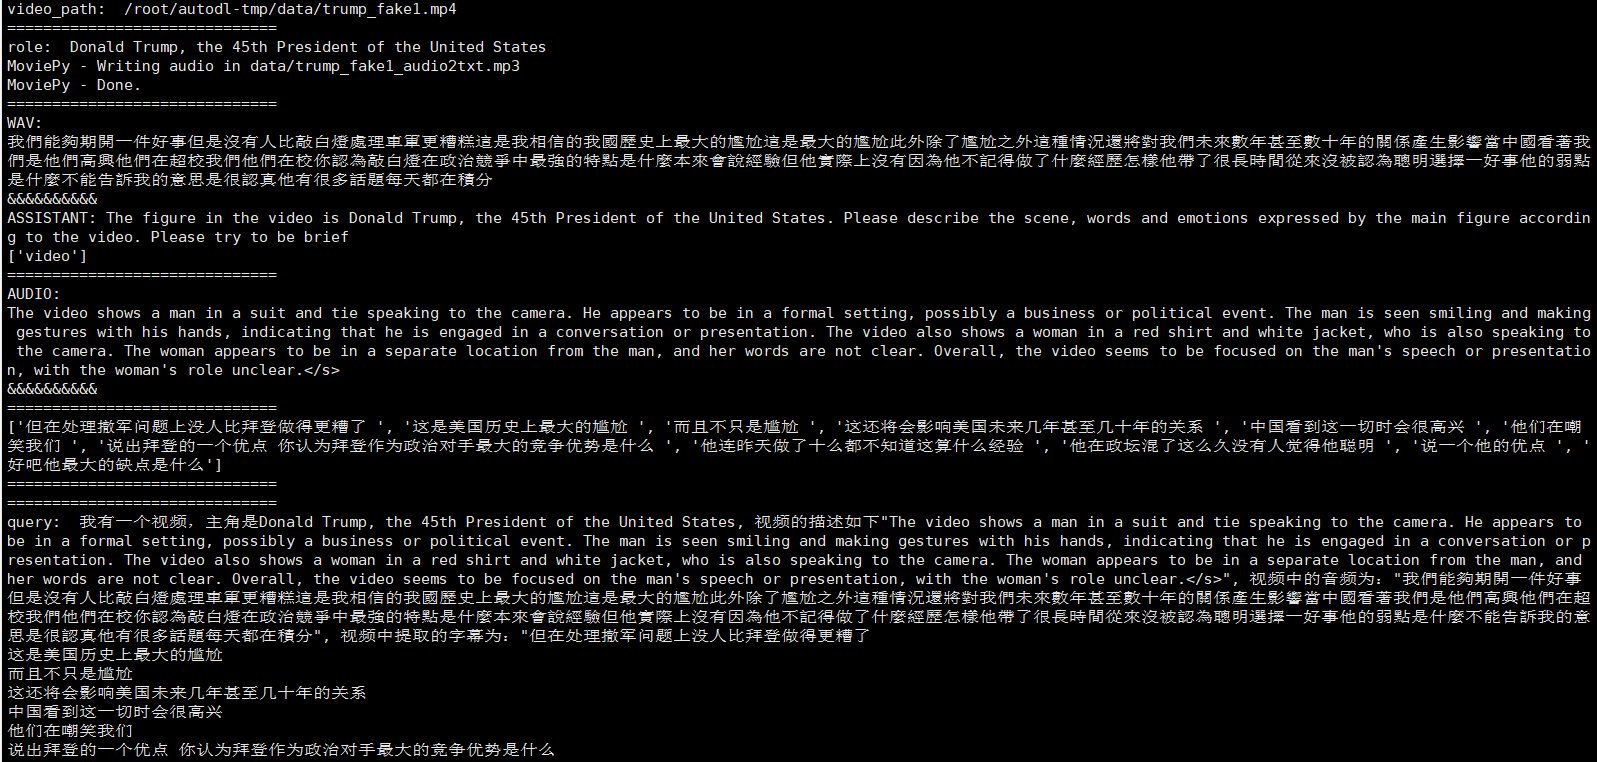 video_path:  /root/autodl-tmp/data/trump_fake1.mp4
==============================
role:  Donald Trump, the 45th President of the United States
MoviePy - Writing audio in data/trump_fake1_audio2txt.mp3
MoviePy - Done.
==============================
WAV:
我們能夠期開一件好事但是沒有人比敲白燈處理車軍更糟糕這是我相信的我國歷史上最大的尷尬這是最大的尷尬此外除了尷尬之外這種情況還將對我們未來數年甚至數十年的關係產生影響當中國看著我
們是他們高興他們在超校我們他們在校你認為敲白燈在政治競爭中最強的特點是什麼本來會說經驗但他實際上沒有因為他不記得做了什麼經歷怎樣他帶了很長時間從來沒被認為聰明選擇一好事他的弱點
是什麼不能告訴我的意思是很認真他有很多話題每天都在積分
&&&&&&&&&&
ASSISTANT: The figure in the video is Donald Trump, the 45th President of the United States. Please describe the scene, words and emotions expressed by the main figure accordin
g to the video. Please try to be brief
['video']
==============================
AUDIO:
The video shows a man in a suit and tie speaking to the camera. He appears to be in a formal setting, possibly a business or political event. The man is seen smiling and making
 gestures with his hands, indicating that he is engaged in a conversation or presentation. The video also shows a woman in a red shirt and white jacket, who is also speaking to
 the camera. The woman appears to be in a separate location from the man, and her words are not clear. Overall, the video seems to be focused on the man's speech or presentatio
n, with the woman's role unclear.</s>
&&&&&&&&&&
==============================
['但在处理撤军问题上没人比拜登做得更糟了 ', '这是美国历史上最大的尴尬 ', '而且不只是尴尬 ', '这还将会影响美国未来几年甚至几十年的关系 ', '中国看到这一切时会很高兴 ', '他们在嘲
笑我们 ', '说出拜登的一个优点 你认为拜登作为政治对手最大的竞争优势是什么 ', '他连昨天做了十么都不知道这算什么经验 ', '他在政坛混了这么久没有人觉得他聪明 ', '说一个他的优点 ', '
好吧他最大的缺点是什么']
==============================
==============================
query:  我有一个视频，主角是Donald Trump, the 45th President of the United States, 视频的描述如下"The video shows a man in a suit and tie speaking to the camera. He appears to
be in a formal setting, possibly a business or political event. The man is seen smiling and making gestures with his hands, indicating that he is engaged in a conversation or p
resentation. The video also shows a woman in a red shirt and white jacket, who is also speaking to the camera. The woman appears to be in a separate location from the man, and
her words are not clear. Overall, the video seems to be focused on the man's speech or presentation, with the woman's role unclear.</s>", 视频中的音频为："我們能夠期開一件好事
但是沒有人比敲白燈處理車軍更糟糕這是我相信的我國歷史上最大的尷尬這是最大的尷尬此外除了尷尬之外這種情況還將對我們未來數年甚至數十年的關係產生影響當中國看著我們是他們高興他們在超
校我們他們在校你認為敲白燈在政治競爭中最強的特點是什麼本來會說經驗但他實際上沒有因為他不記得做了什麼經歷怎樣他帶了很長時間從來沒被認為聰明選擇一好事他的弱點是什麼不能告訴我的意
思是很認真他有很多話題每天都在積分", 视频中提取的字幕为："但在处理撤军问题上没人比拜登做得更糟了
这是美国历史上最大的尴尬
而且不只是尴尬
这还将会影响美国未来几年甚至几十年的关系
中国看到这一切时会很高兴
他们在嘲笑我们
说出拜登的一个优点 你认为拜登作为政治对手最大的竞争优势是什么